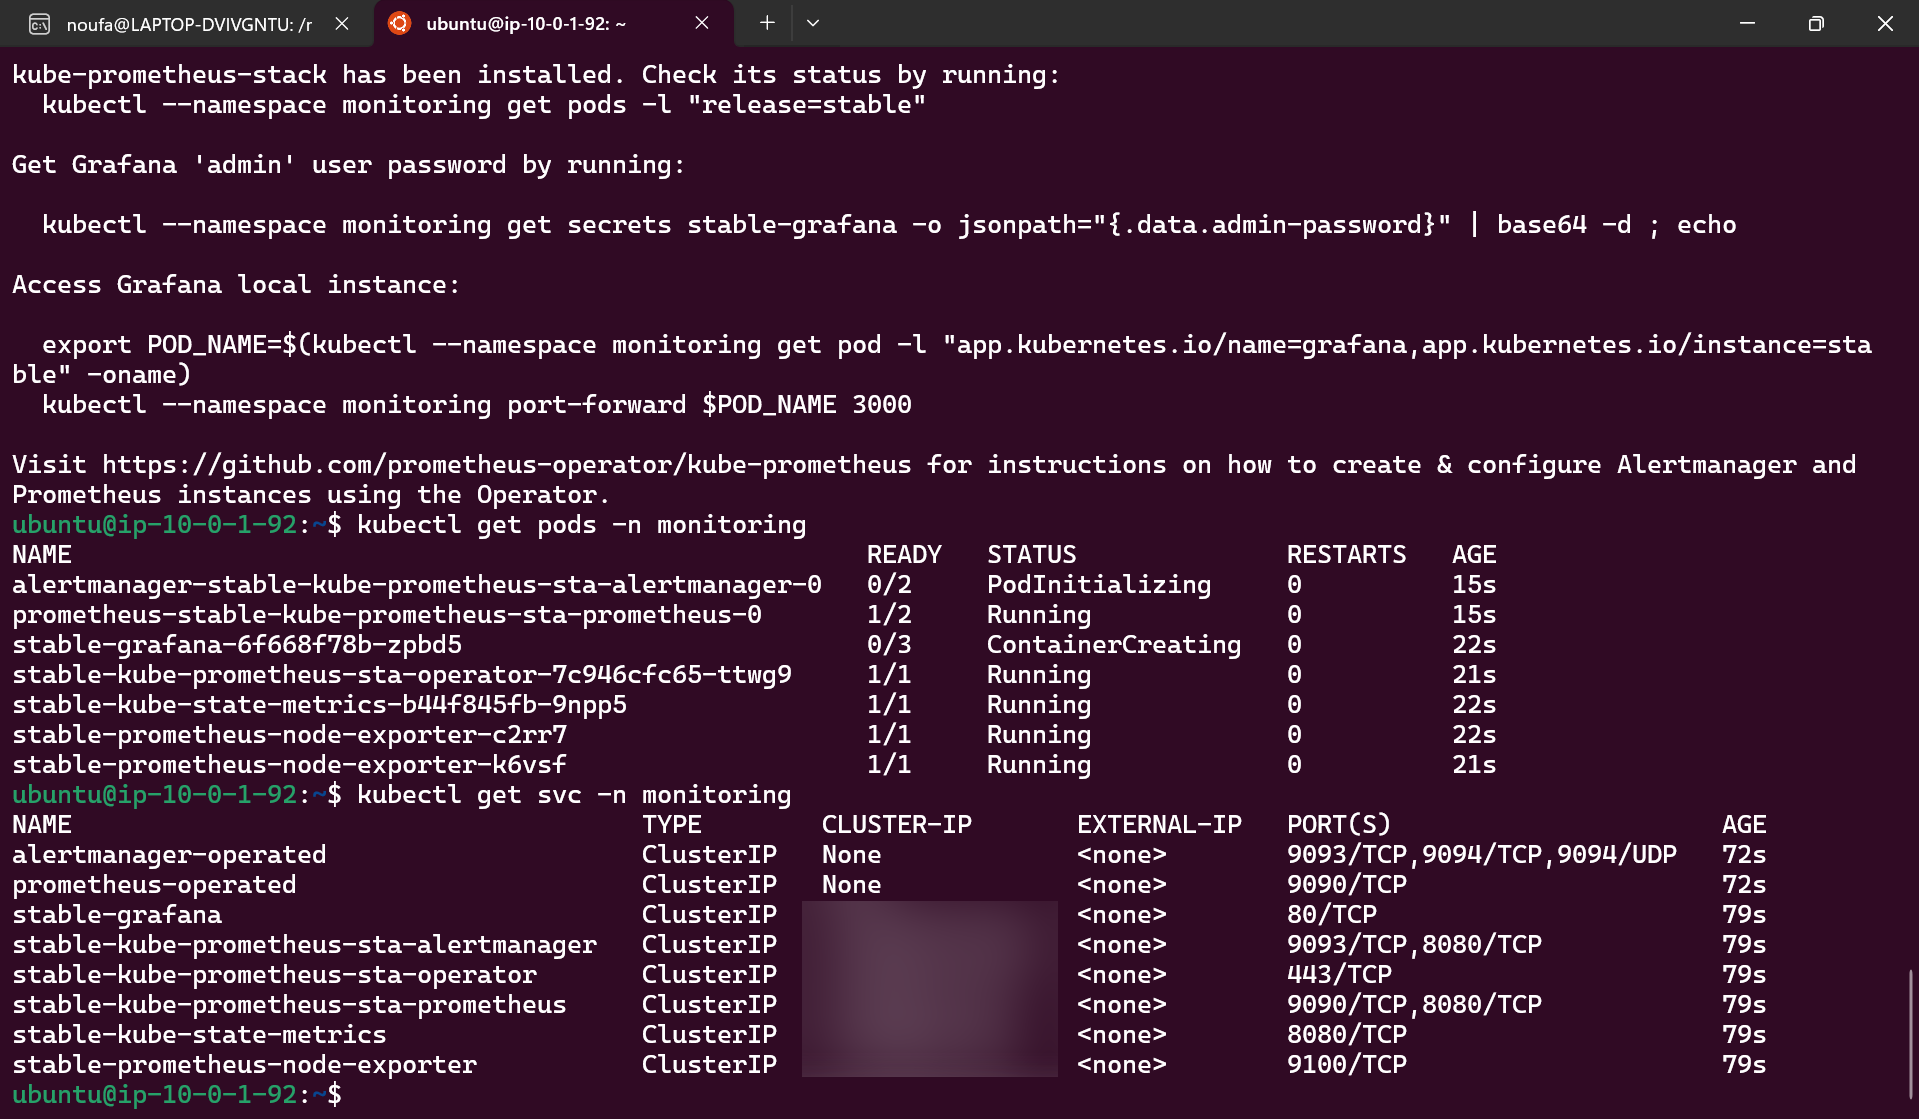 noufa@LAPTOP-DVIVGNTU: /r
ubuntu@ip-10-0-1-92: ~
kube-prometheus-stack has been installed. Check its status by running:
  kubectl --namespace monitoring get pods -l "release=stable"
Get Grafana 'admin' user password by running:
  kubectl --namespace monitoring get secrets stable-grafana -o jsonpath="{.data.admin-password}" | base64 -d ; echo
Access Grafana local instance:
  export POD_NAME=$(kubectl --namespace monitoring get pod -l "app.kubernetes.io/name=grafana,app.kubernetes.io/instance=sta
ble" -oname)
  kubectl --namespace monitoring port-forward $POD_NAME 3000
Visit https://github.com/prometheus-operator/kube-prometheus for instructions on how to create & configure Alertmanager and
Prometheus instances using the Operator.
ubuntu@ip-10-0-1-92:~$ kubectl get pods -n monitoring
NAME READY STATUS RESTARTS AGE
alertmanager-stable-kube-prometheus-sta-alertmanager-0 0/2 PodInitializing 0 15s
prometheus-stable-kube-prometheus-sta-prometheus-0 1/2 Running 0 15s
stable-grafana-6f668f78b-zpbd5 0/3 ContainerCreating 0 22s
stable-kube-prometheus-sta-operator-7c946cfc65-ttwg9 1/1 Running 0 21s
stable-kube-state-metrics-b44f845fb-9npp5 1/1 Running 0 22s
stable-prometheus-node-exporter-c2rr7 1/1 Running 0 22s
stable-prometheus-node-exporter-k6vsf 1/1 Running 0 21s
ubuntu@ip-10-0-1-92:~$ kubectl get svc -n monitoring
NAME TYPE CLUSTER-IP EXTERNAL-IP PORT(S) AGE
alertmanager-operated ClusterIP None <none> 9093/TCP,9094/TCP,9094/UDP 72s
prometheus-operated ClusterIP None <none> 9090/TCP 72s
stable-grafana ClusterIP <none> 80/TCP 79s
stable-kube-prometheus-sta-alertmanager ClusterIP <none> 9093/TCP,8080/TCP 79s
stable-kube-prometheus-sta-operator ClusterIP <none> 443/TCP 79s
stable-kube-prometheus-sta-prometheus ClusterIP <none> 9090/TCP,8080/TCP 79s
stable-kube-state-metrics ClusterIP <none> 8080/TCP 79s
stable-prometheus-node-exporter ClusterIP <none> 9100/TCP 79s
ubuntu@ip-10-0-1-92:~$